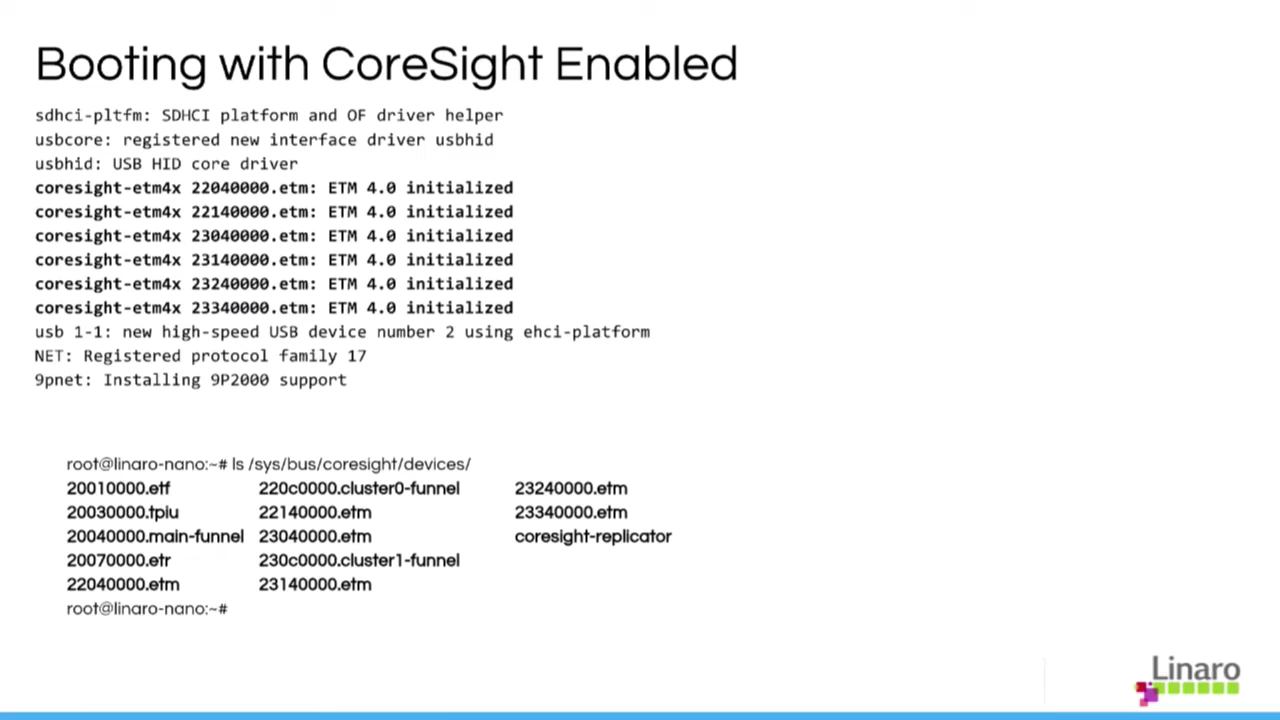 Booting with CoreSight Enabled
sdhci-pltfm: SDHCI platform and OF driver helper
usbcore: registered new interface driver usbhid
usbhid: USB HID core driver
coresight-etm4x 22040000.etm: ETM 4.0 initialized
coresight-etm4x 22140000.etm: ETM 4.0 initialized
coresight-etm4x 23040000.etm: ETM 4.0 initialized
coresight-etm4x 23140000.etm: ETM 4.0 initialized
coresight-etm4x 23240000.etm: ETM 4.0 initialized
coresight-etm4x 23340000.etm: ETM 4.0 initialized
usb 1-1: new high-speed USB device number 2 using ehci-platform
NET: Registered protocol family 17
9pnet: Installing 9P2000 support
root@linaro-nano:~# ls /sys/bus/coresight/devices/
20010000.etf 220c0000.cluster0-funnel 23240000.etm
20030000.tpiu 22140000.etm 23340000.etm
20040000.main-funnel 23040000.etm coresight-replicator
20070000.etr 230c0000.cluster1-funnel
22040000.etm 23140000.etm
root@linaro-nano:~#
Linaro